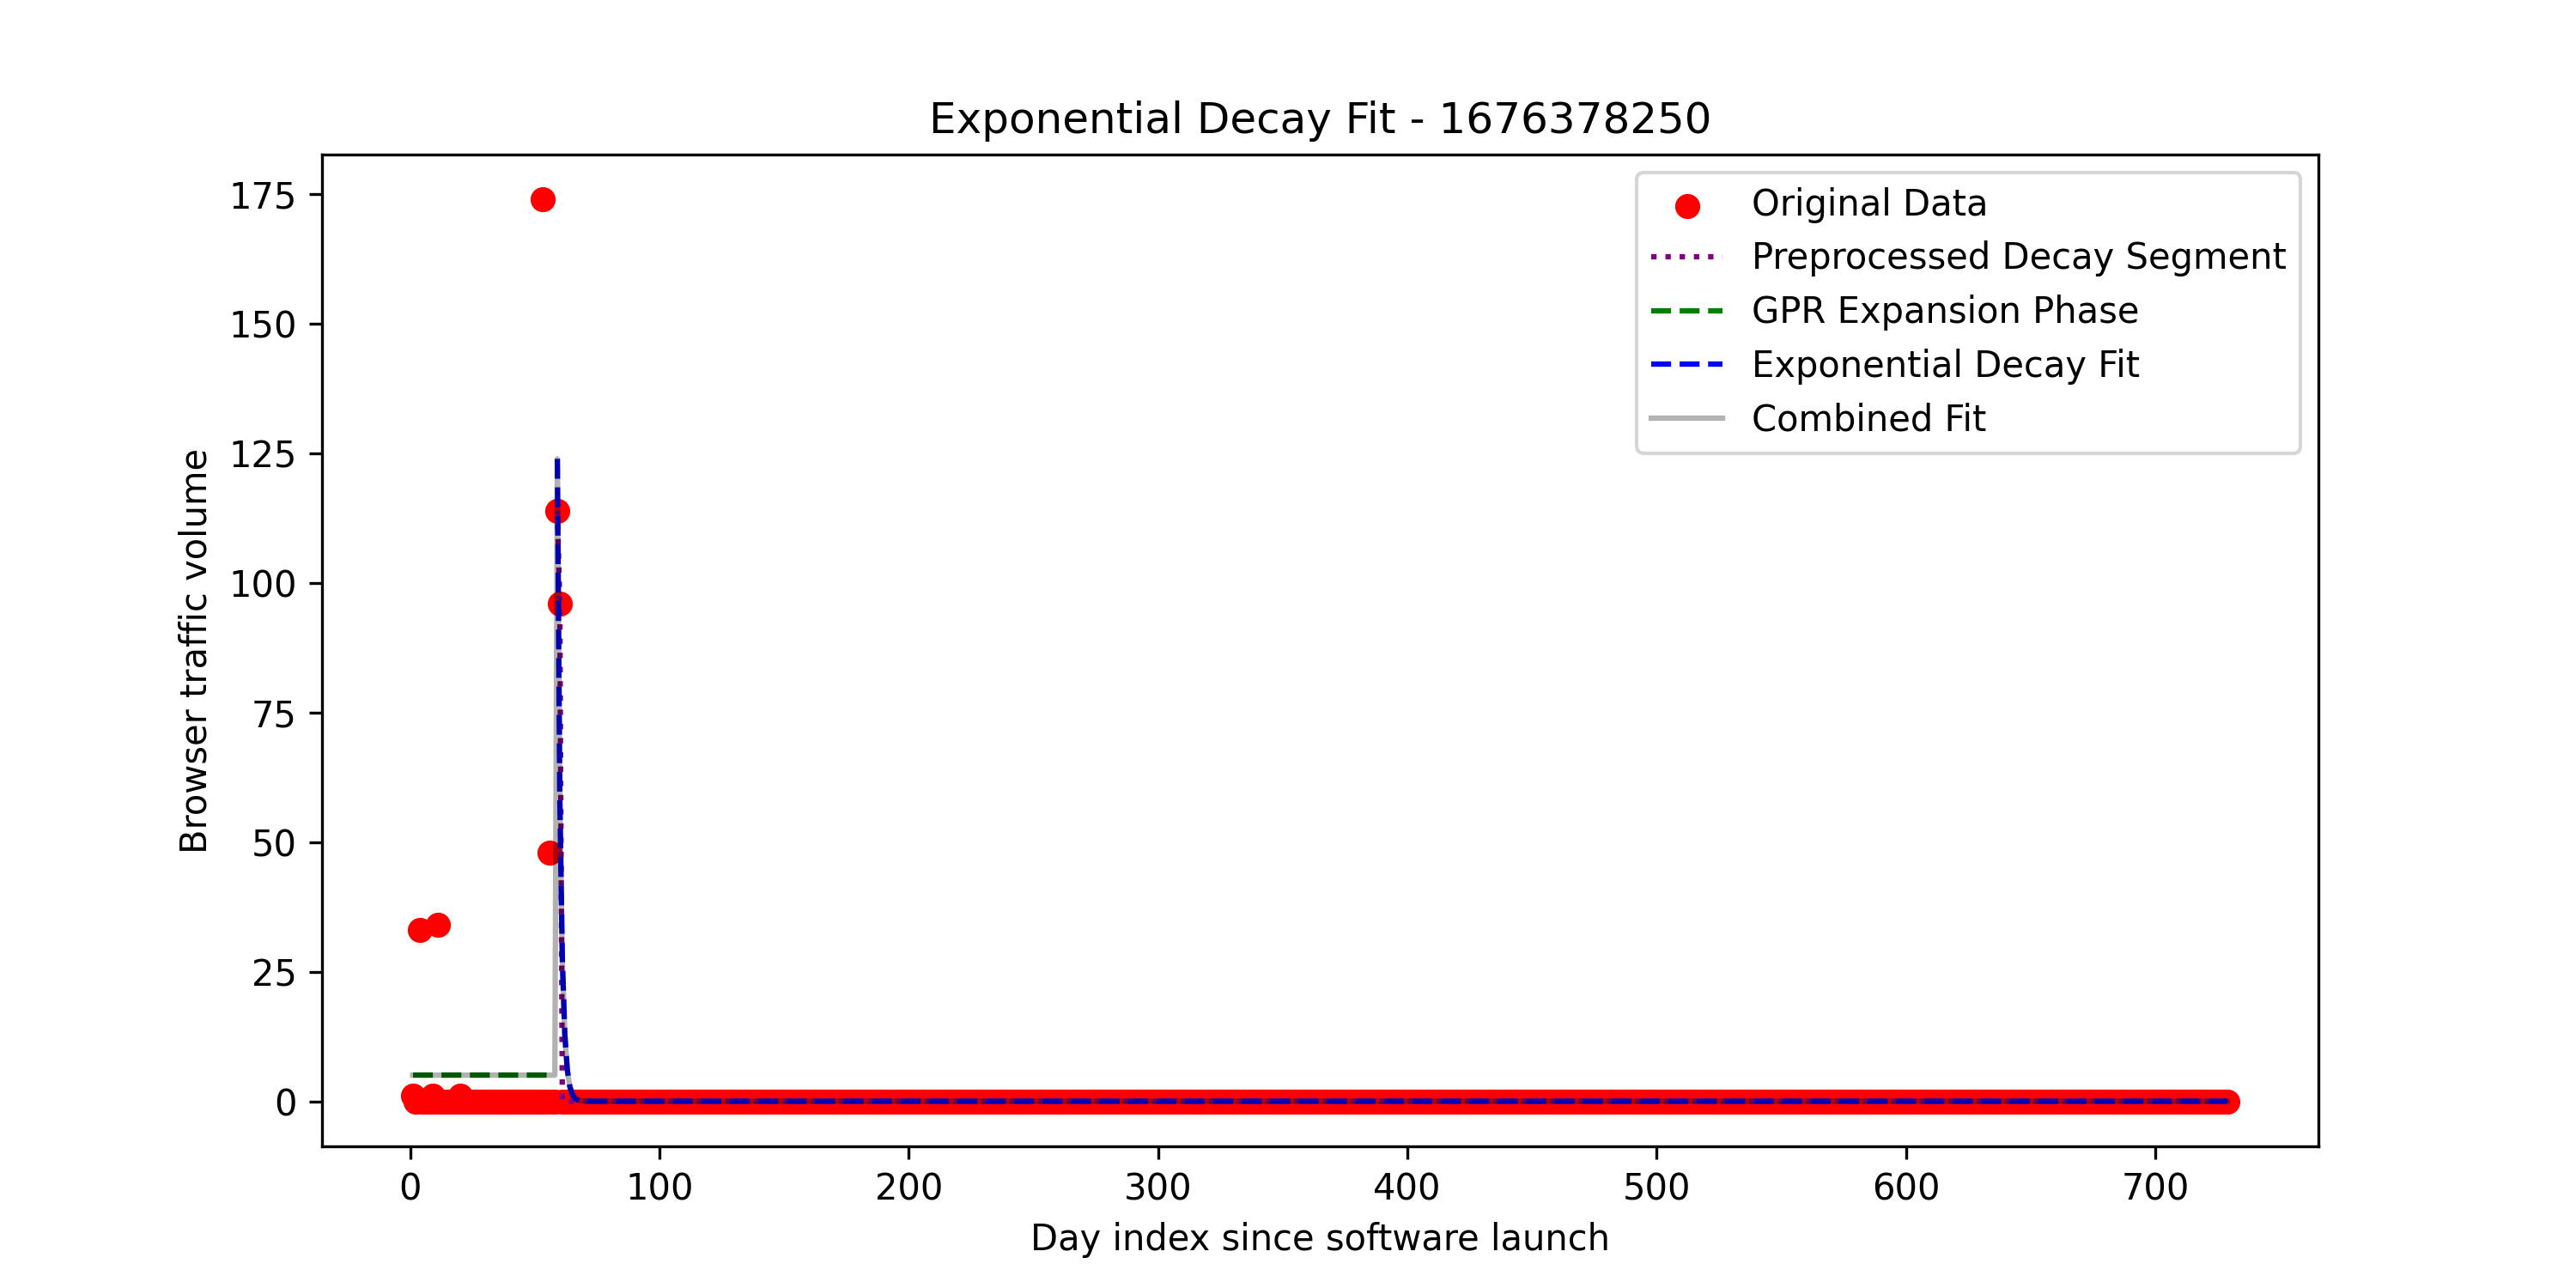 Exponential Decay Fit - 1676378250
Original Data
Preprocessed Decay Segment
GPR Expansion Phase
Exponential Decay Fit
Combined Fit
Browser traffic volume
175
150
125
100
75
50
25
0
0 100 200 300 400 500 600 700
Day index since software launch